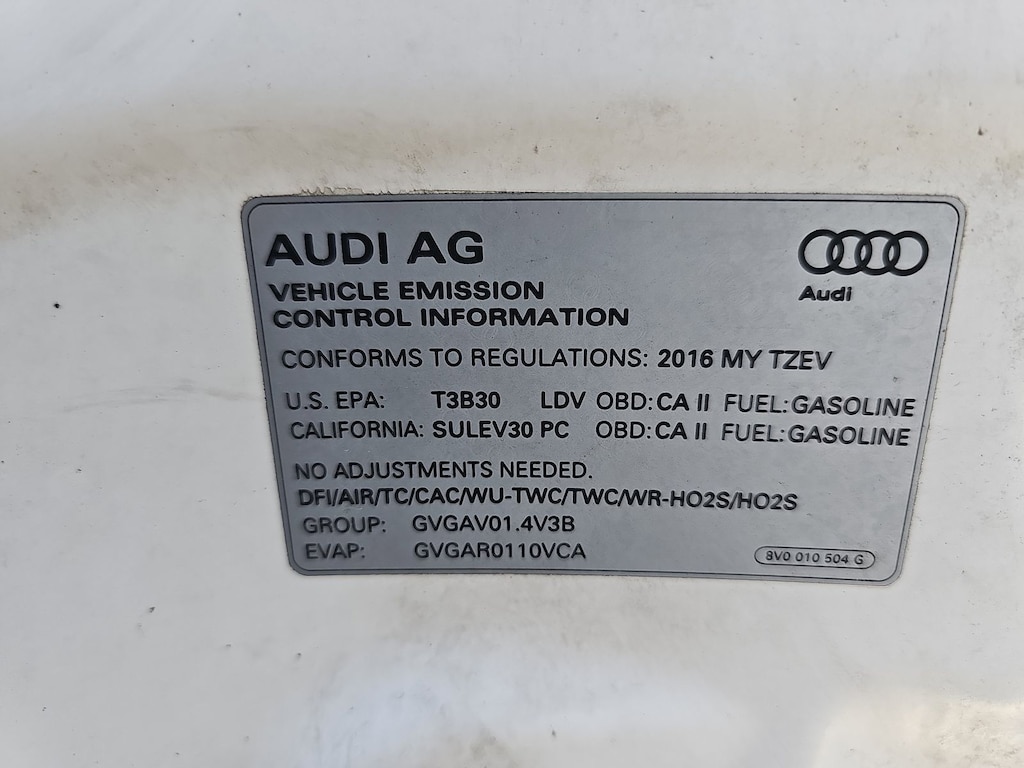 AUDI AG
Audi
VEHICLE EMISSION
CONTROL INFORMATION
CONFORMS TO REGULATIONS: 2016 MY TZEV
U.S. EPA: T3B30 LDV OBD: CA II FUEL: GASOLINE
CALIFORNIA: SULEV30 PC OBD: CA II FUEL: GASOLINE
NO ADJUSTMENTS NEEDED.
DFI/AIR/TC/CAC/WU-TWC/TWC/WR-HO2S/HO2S
GROUP: GVGAV01.4V3B
EVAP: GVGAR0110VCA
8V0 010 504 G